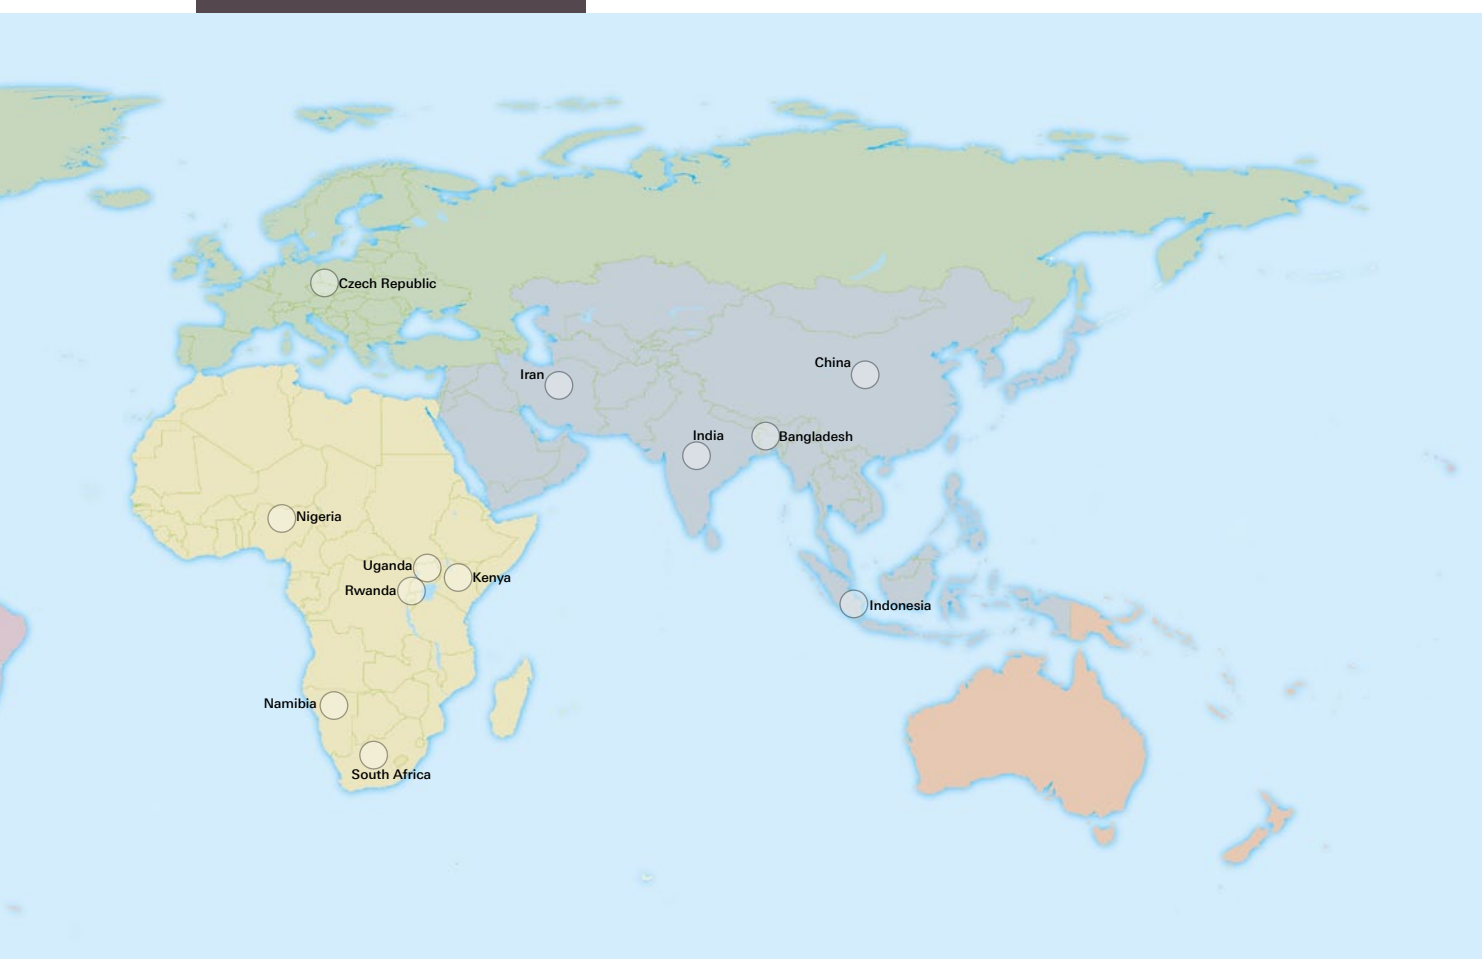 Czech Republic
China
Iran
India
Bangladesh
Nigeria
Uganda
Kenya
Rwanda
Indonesia
Namibia
South Africa